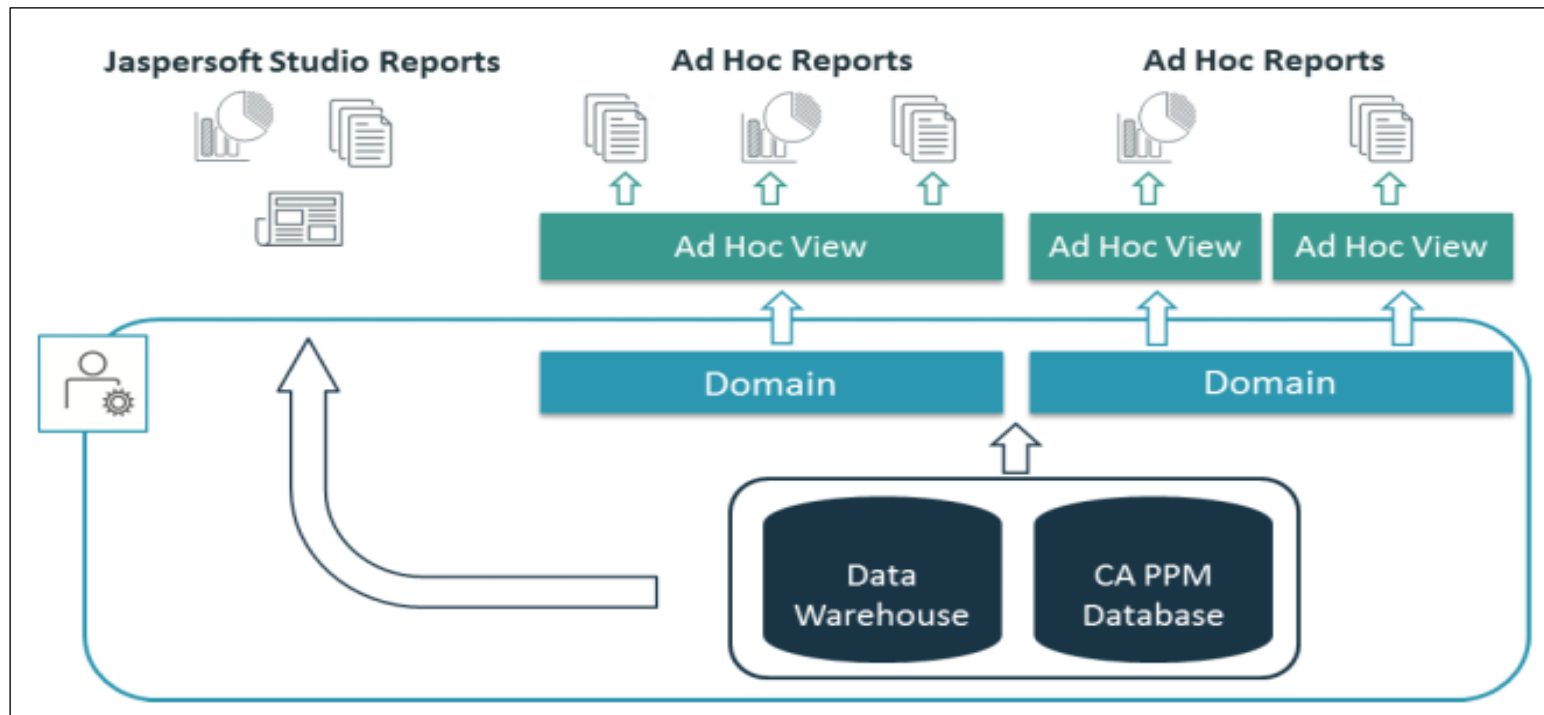 Jaspersoft Studio Reports
Ad Hoc Reports
Ad Hoc Reports
Ad Hoc View
Ad Hoc View
Ad Hoc View
Domain
Domain
Data
Warehouse
CA PPM
Database